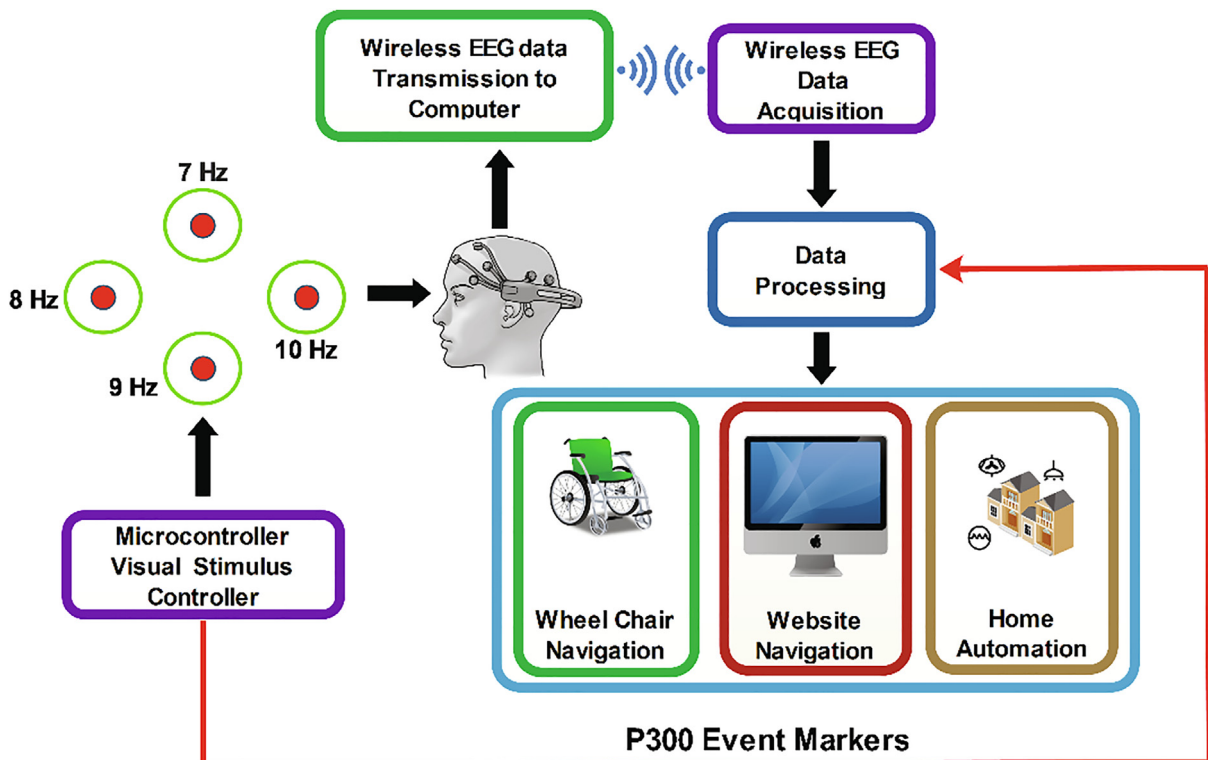 Wireless EEG data
Transmission to
Computer
Wireless EEG
Data
Acquisition
7 Hz
8 Hz
10 Hz
9 Hz
Data
Processing
Microcontroller
Visual Stimulus
Controller
Wheel Chair
Navigation
Website
Navigation
Home
Automation
P300 Event Markers